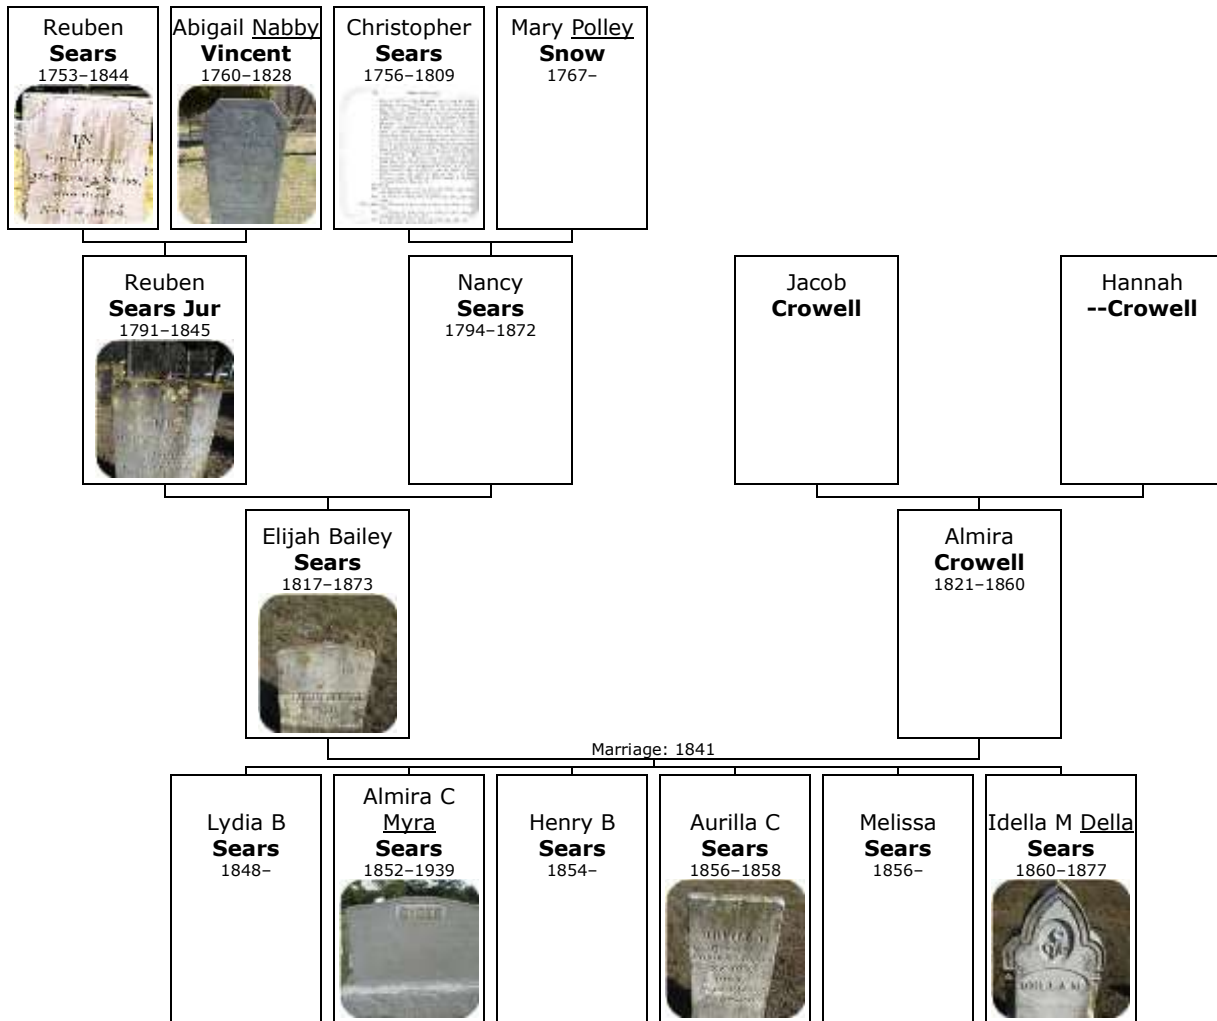 Reuben
Sears
1753–1844
Abigail Nabby
Vincent
1760–1828
Christopher
Sears
1756–1809
Mary Polley
Snow
1767–
IN
Reuben
Sears Jur
1791–1845
Nancy
Sears
1794–1872
Jacob
Crowell
Hannah
--Crowell
Elijah Bailey
Sears
1817–1873
Almira
Crowell
1821–1860
Marriage: 1841
Lydia B
Sears
1848–
Almira C
Myra
Sears
1852–1939
Henry B
Sears
1854–
Aurilla C
Sears
1856–1858
Melissa
Sears
1856–
Idella M Della
Sears
1860–1877
IDELLA M